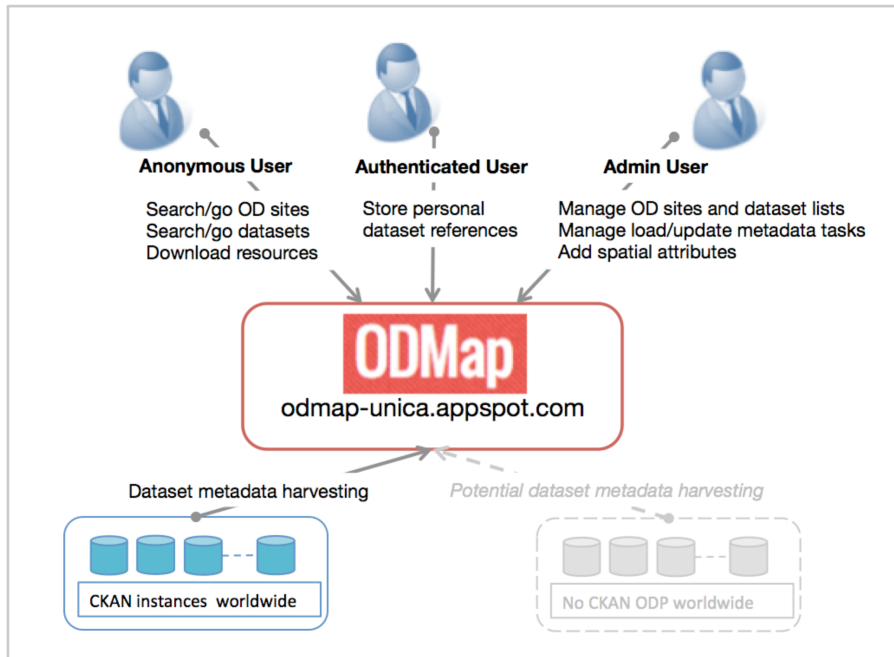 Anonymous User
Authenticated User
Admin User
Search/go OD sites
Search/go datasets
Download resources
Store personal
dataset references
Manage OD sites and dataset lists
Manage load/update metadata tasks
Add spatial attributes
ODMap
odmap-unica.appspot.com
Dataset metadata harvesting
Potential dataset metadata harvesting
CKAN instances worldwide
No CKAN ODP worldwide